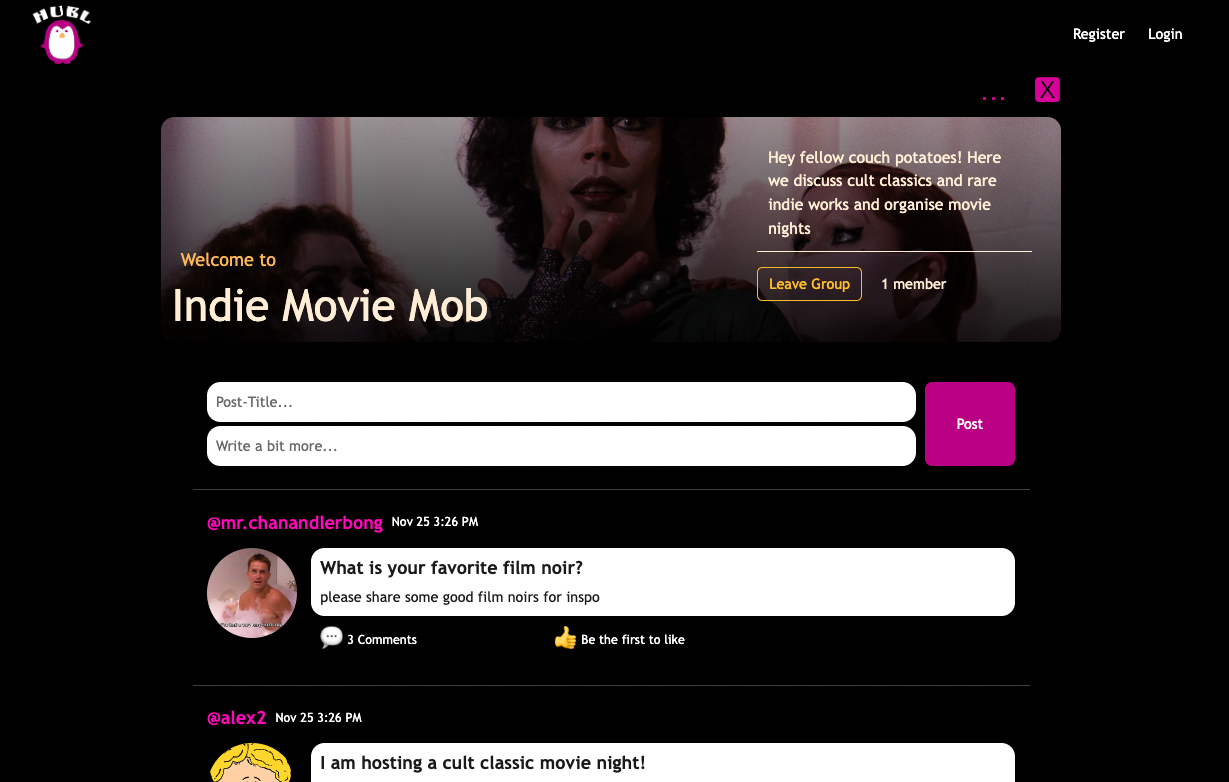 HUBL
Register Login
... X
Hey fellow couch potatoes! Here
we discuss cult classics and rare
indie works and organise movie
nights
Welcome to
Indie Movie Mob
Leave Group 1 member
Post-Title...
Write a bit more...
Post
@mr.chanandlerbong Nov 25 3:26 PM
What is your favorite film noir?
please share some good film noirs for inspo
3 Comments Be the first to like
@alex2 Nov 25 3:26 PM
I am hosting a cult classic movie night!